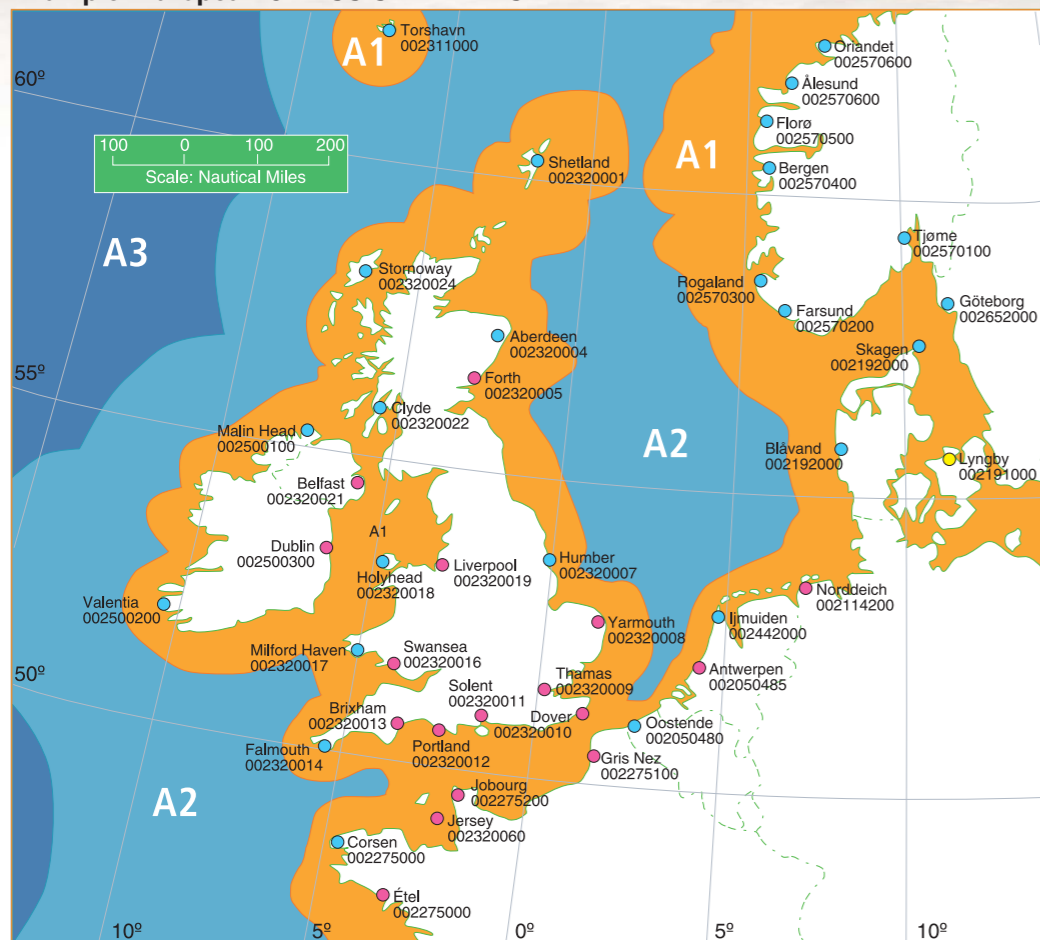 Torshavn
002311000
A1
Oriandet
002570600
Ålesund
002570600
Florø
002570500
Bergen
002570400
60º
100 0 100 200
Scale: Nautical Miles
A1
Shetland
002320001
A3
Tjøme
002570100
Stornoway
002320024
Rogaland
002570300
Göteborg
002652000
Farsund
002570200
Aberdeen
002320004
Skagen
002192000
Forth
002320005
55º
Clyde
002320022
Malin Head
002500100
A2
Blåvand
002192000
Lyngby
002191000
Belfast
002320021
A1
Dublin
002500300
Holyhead
002320018
Liverpool
002320019
Humber
002320007
Valentia
002500200
Norddeich
002114200
Ijmuiden
002442000
Yarmouth
002320008
Milford Haven
002320017
Swansea
002320016
50º
Thamas
002320009
Antwerpen
002050485
Solent
002320011
Brixham
002320013
Dover
002320010
Oostende
002050480
Falmouth
002320014
Portland
002320012
Gris Nez
002275100
A2
Jobourg
002275200
Jersey
002320060
Corsen
002275000
Étel
002275000
10º 5º 0º 5º 10º